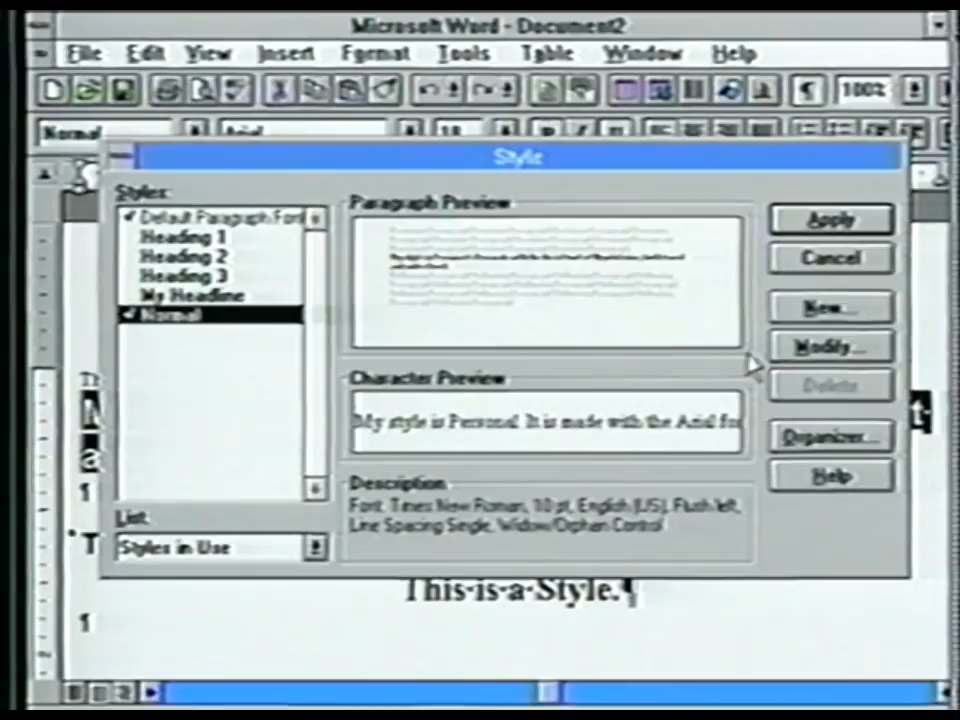 Microsoft Word - Document2
File Edit View Insert Format Tools Table Window Help
100%
Normal Arial 18
Style
Styles:
Default Paragraph Font
Heading 1
Heading 2
Heading 3
My Headline
Normal
List:
Styles in Use
Paragraph Preview
Character Preview
My style is Personal. It is made with the Arial for
Description
Font: Times New Roman, 10 pt, English (US), Flush left,
Line Spacing Single, Widow/Orphan Control
Apply
Cancel
New...
Modify...
Delete
Organizer...
Help
This·is·a·Style.¶